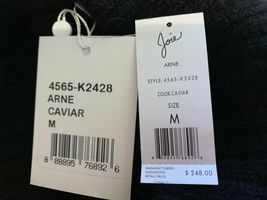 4565-K2428
ARNE
CAVIAR
M
8 08895 76892 6
Joie
ARNE
STYLE: 4565-K2428
COLOR: CAVIAR
SIZE
M
MANUFACTURERS
SUGGESTED
RETAIL PRICE
$ 248.00